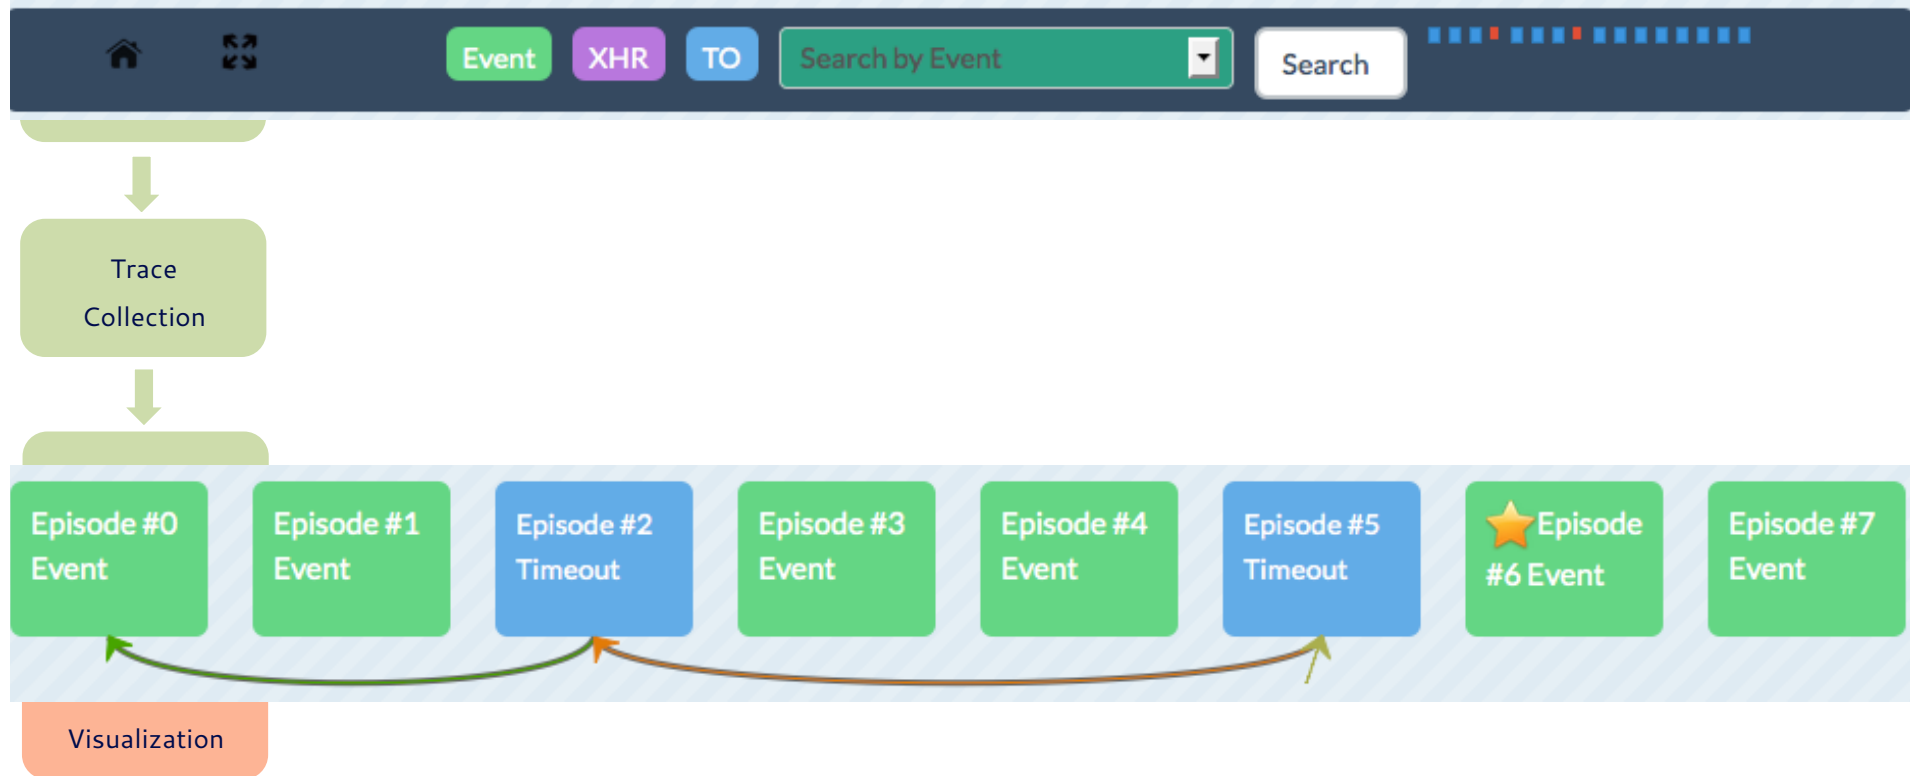 Event XHR TO Search by Event Search
Trace
Collection
Episode #0
Event
Episode #1
Event
Episode #2
Timeout
Episode #3
Event
Episode #4
Event
Episode #5
Timeout
Episode
#6 Event
Episode #7
Event
Visualization